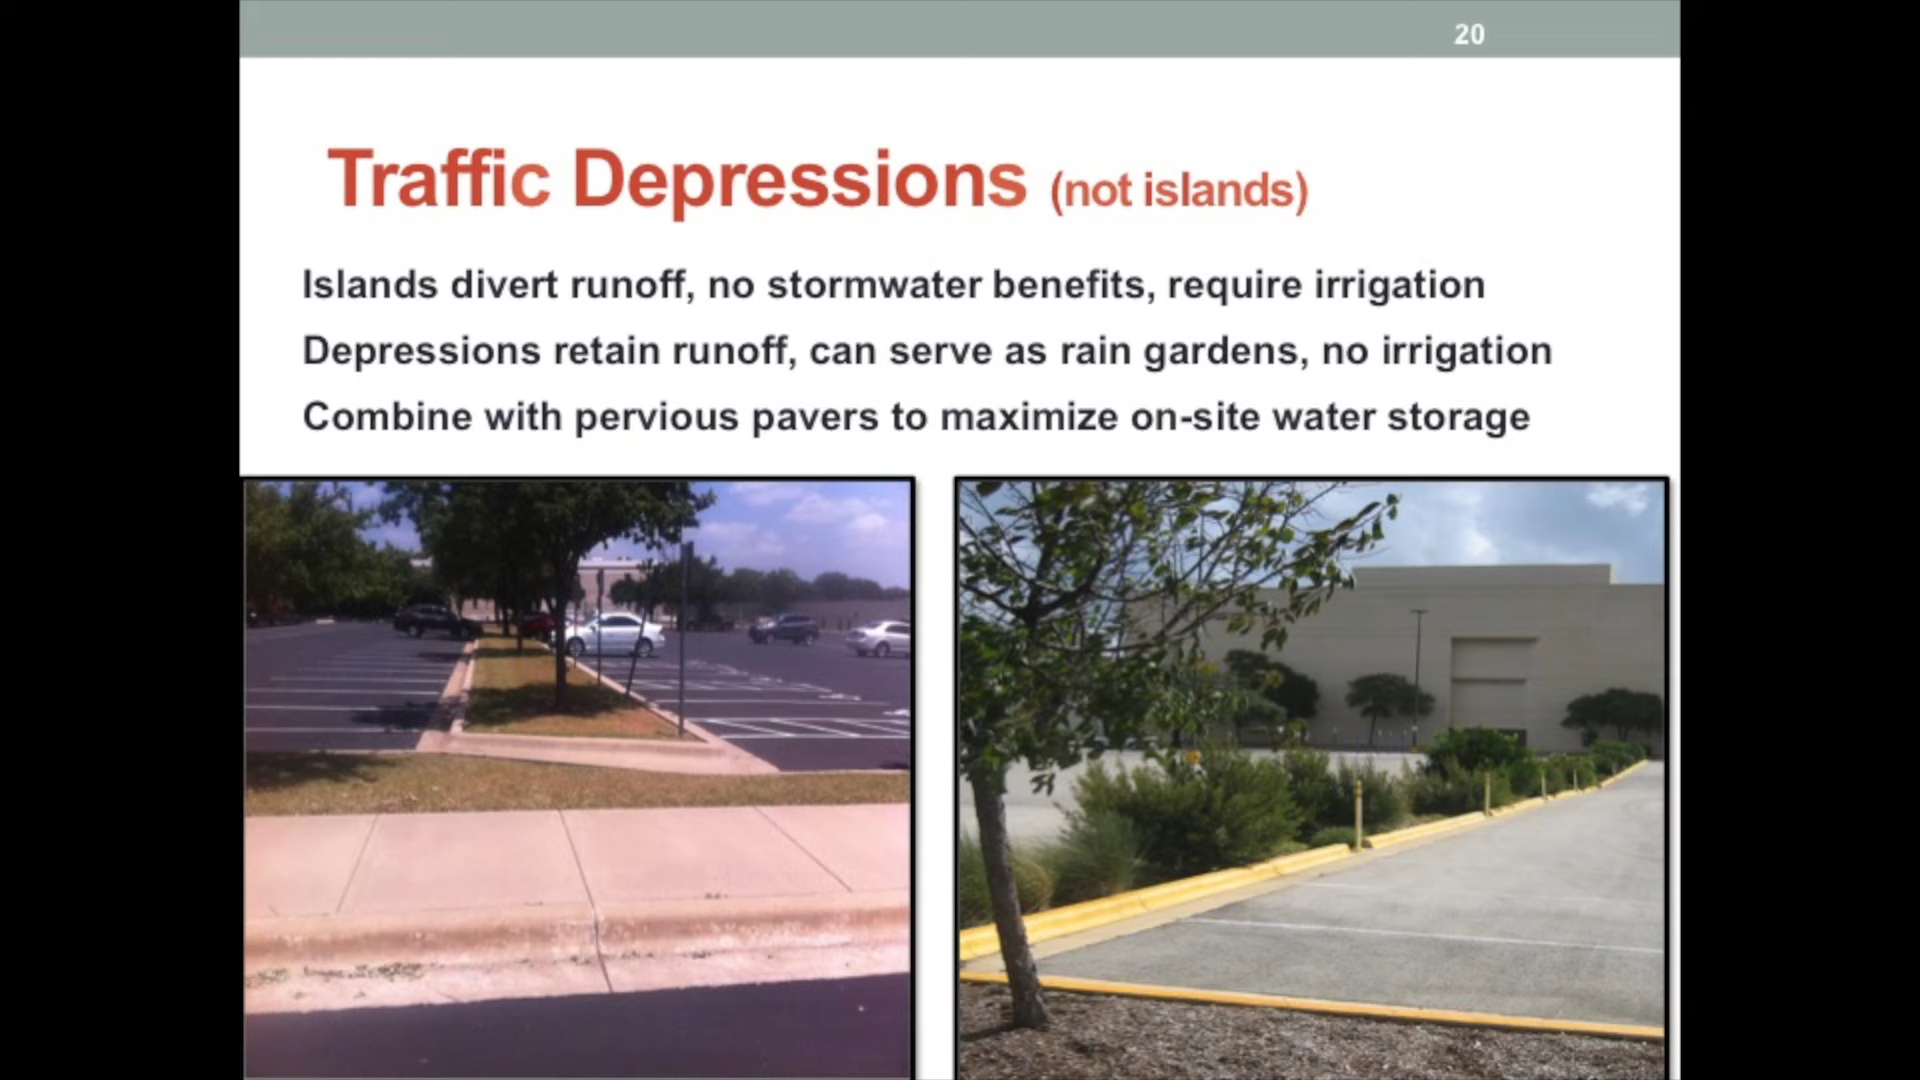 20
Traffic Depressions (not islands)
Islands divert runoff, no stormwater benefits, require irrigation
Depressions retain runoff, can serve as rain gardens, no irrigation
Combine with pervious pavers to maximize on-site water storage